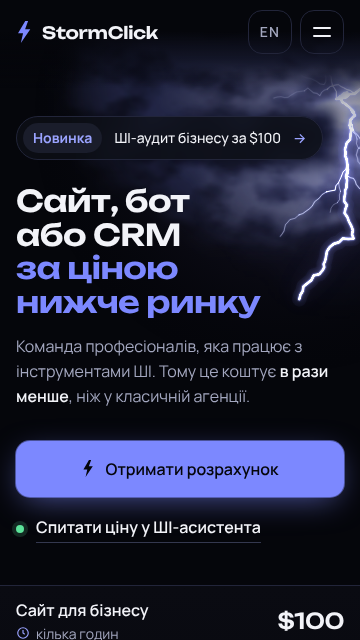 StormClick
EN
Новинка ШІ-аудит бізнесу за $100 →
Сайт, бот
або CRM
за ціною
нижче ринку
Команда професіоналів, яка працює з
інструментами ШІ. Тому це коштує в рази
менше, ніж у класичній агенції.
Отримати розрахунок
Спитати ціну у ШІ-асистента
Сайт для бізнесу
$100
кілька годин